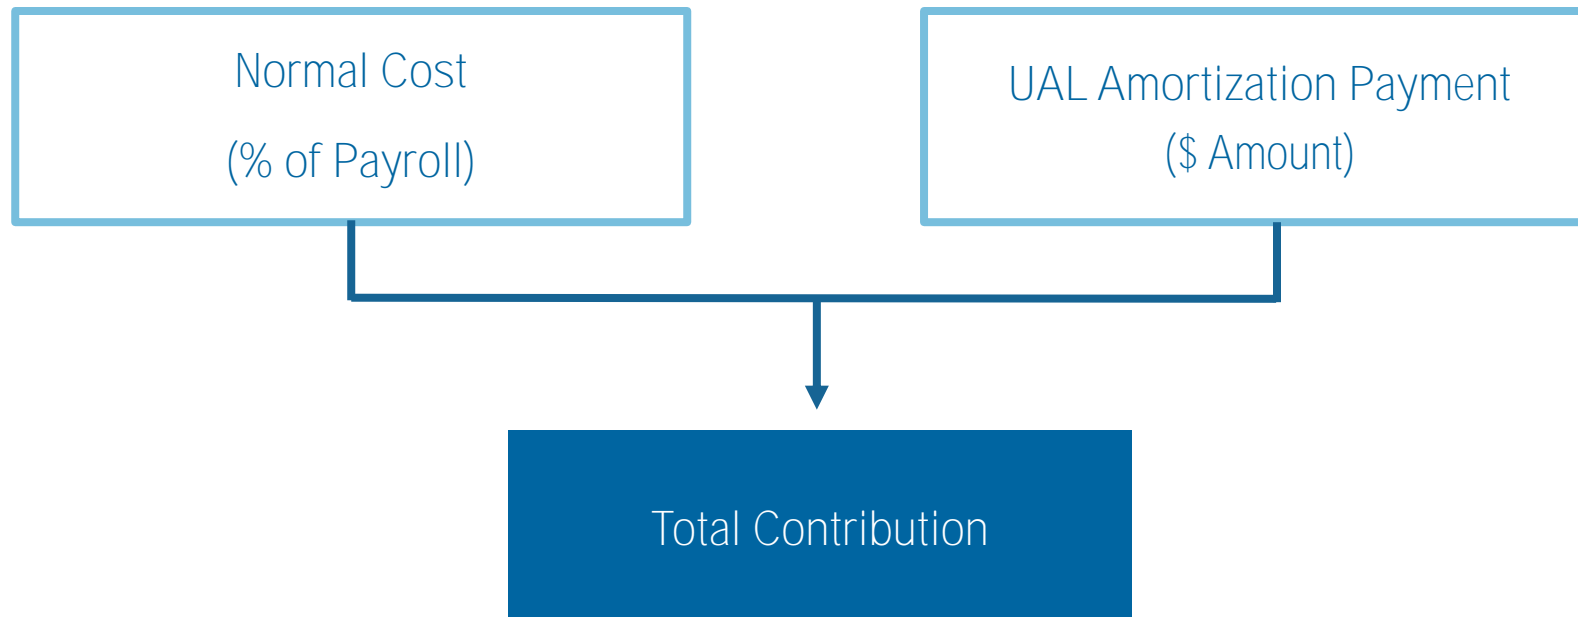 Normal Cost
(% of Payroll)
UAL Amortization Payment
($ Amount)
Total Contribution